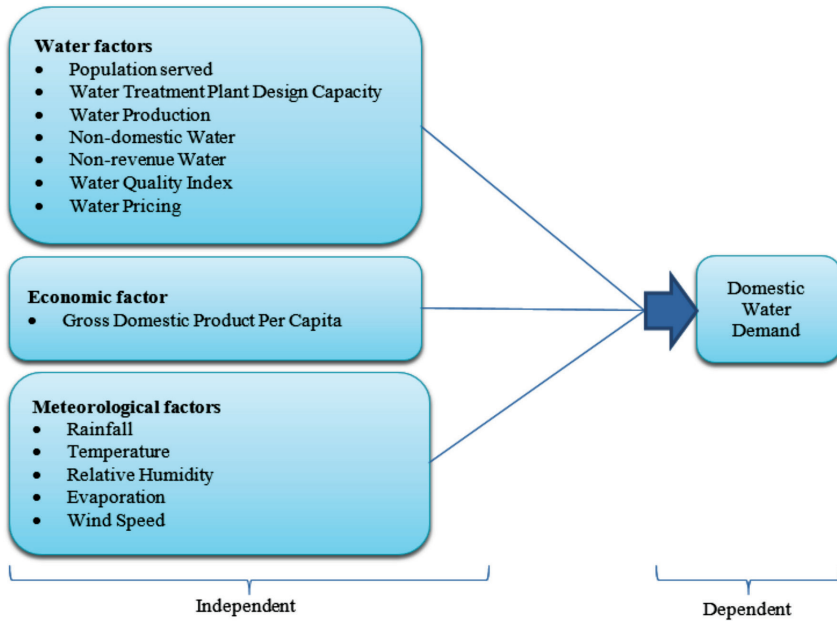 Water factors
• Population served
• Water Treatment Plant Design Capacity
• Water Production
• Non-domestic Water
• Non-revenue Water
• Water Quality Index
• Water Pricing
Economic factor
• Gross Domestic Product Per Capita
Meteorological factors
• Rainfall
• Temperature
• Relative Humidity
• Evaporation
• Wind Speed
Domestic
Water
Demand
Independent
Dependent